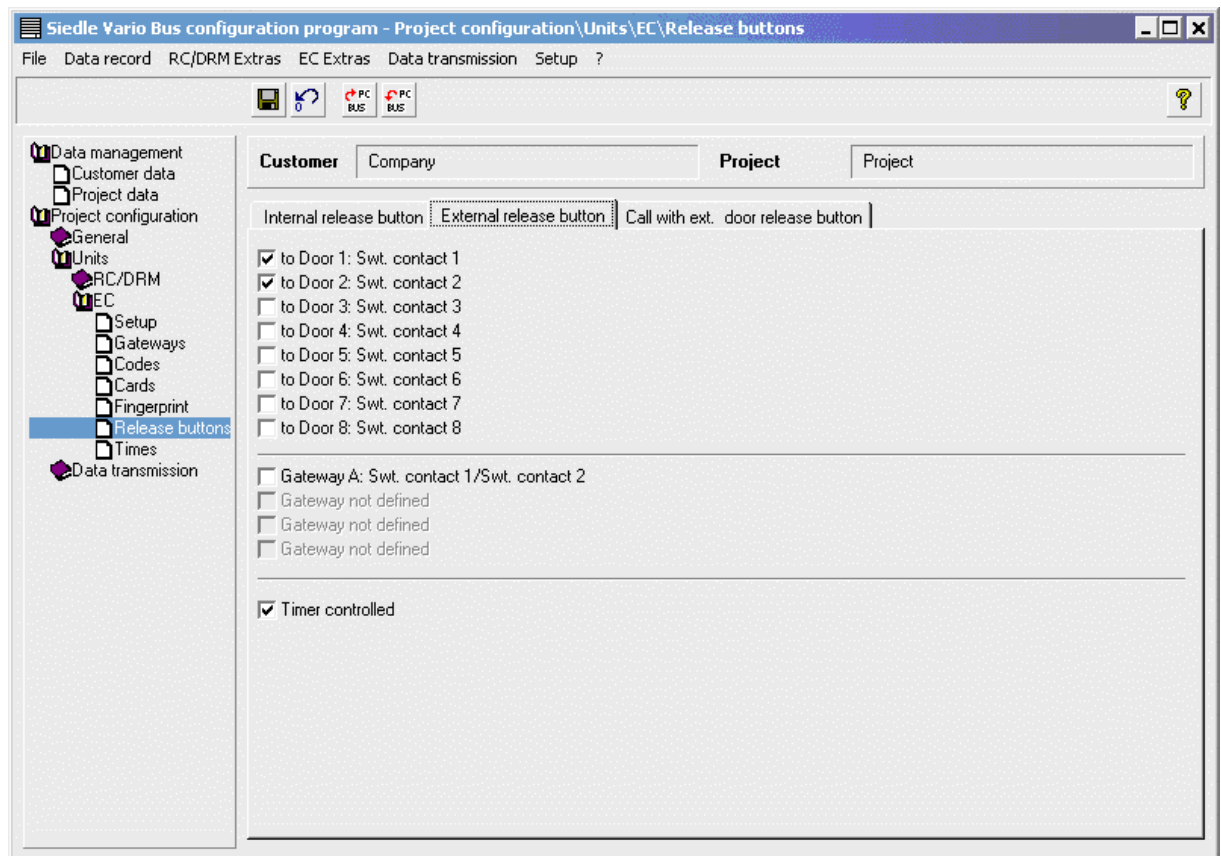 Siedle Vario Bus configuration program - Project configuration\Units\EC\Release buttons
File Data record RC/DRM Extras EC Extras Data transmission Setup ?
0 PC BUS PC BUS ?
Data management
Customer data
Project data
Project configuration
General
Units
RC/DRM
EC
Setup
Gateways
Codes
Cards
Fingerprint
Release buttons
Times
Data transmission
Customer Company Project Project
Internal release button External release button Call with ext. door release button
to Door 1: Swt. contact 1
to Door 2: Swt. contact 2
to Door 3: Swt. contact 3
to Door 4: Swt. contact 4
to Door 5: Swt. contact 5
to Door 6: Swt. contact 6
to Door 7: Swt. contact 7
to Door 8: Swt. contact 8
Gateway A: Swt. contact 1/Swt. contact 2
Gateway not defined
Gateway not defined
Gateway not defined
Timer controlled